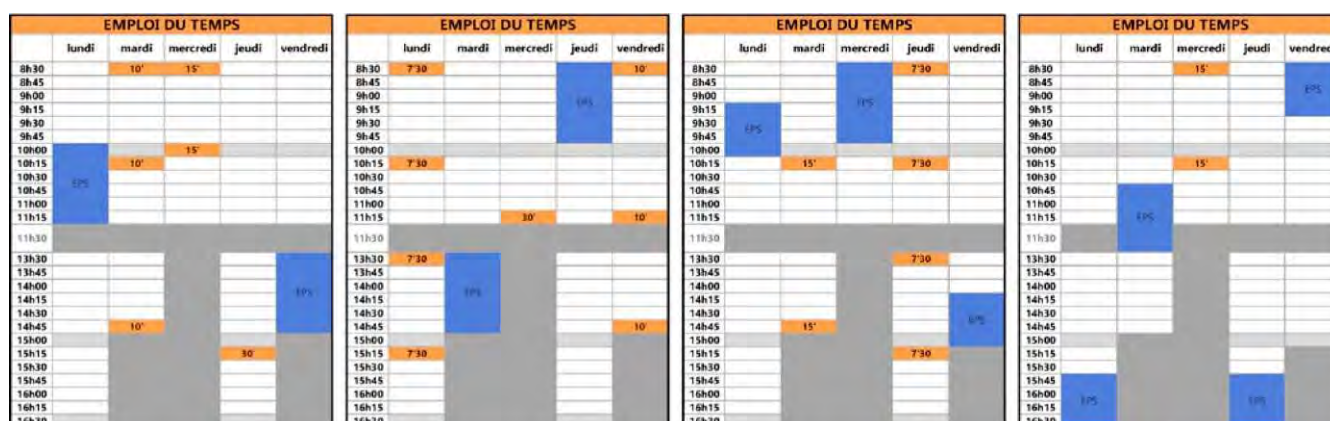 EMPLOI DU TEMPS
lundi mardi mercredi jeudi vendredi
8h30 10' 15'
8h45
9h00
9h15
9h30
9h45
10h00 15'
10h15 10'
10h30
10h45 EPS
11h00
11h15
11h30
13h30
13h45
14h00
14h15 EPS
14h30
14h45 10'
15h00
15h15 30'
15h30
15h45
16h00
16h15
16h30
EMPLOI DU TEMPS
lundi mardi mercredi jeudi vendredi
8h30 7'30 10'
8h45
9h00
9h15 EPS
9h30
9h45
10h00
10h15 7'30
10h30
10h45
11h00
11h15 30' 10'
11h30
13h30 7'30
13h45
14h00
14h15 EPS
14h30
14h45 10'
15h00
15h15 7'30
15h30
15h45
16h00
16h15
16h30
EMPLOI DU TEMPS
lundi mardi mercredi jeudi vendredi
8h30 7'30
8h45
9h00
9h15 EPS
9h30
9h45 EPS
10h00
10h15 15' 7'30
10h30
10h45
11h00
11h15
11h30
13h30 7'30
13h45
14h00
14h15
14h30
14h45 15' EPS
15h00
15h15 7'30
15h30
15h45
16h00
16h15
16h30
EMPLOI DU TEMPS
lundi mardi mercredi jeudi vendred
8h30 15'
8h45
9h00 EPS
9h15
9h30
9h45
10h00
10h15 15'
10h30
10h45
11h00
11h15 EPS
11h30
13h30
13h45
14h00
14h15
14h30
14h45
15h00
15h15
15h30
15h45
16h00
16h15 EPS EPS
16h30